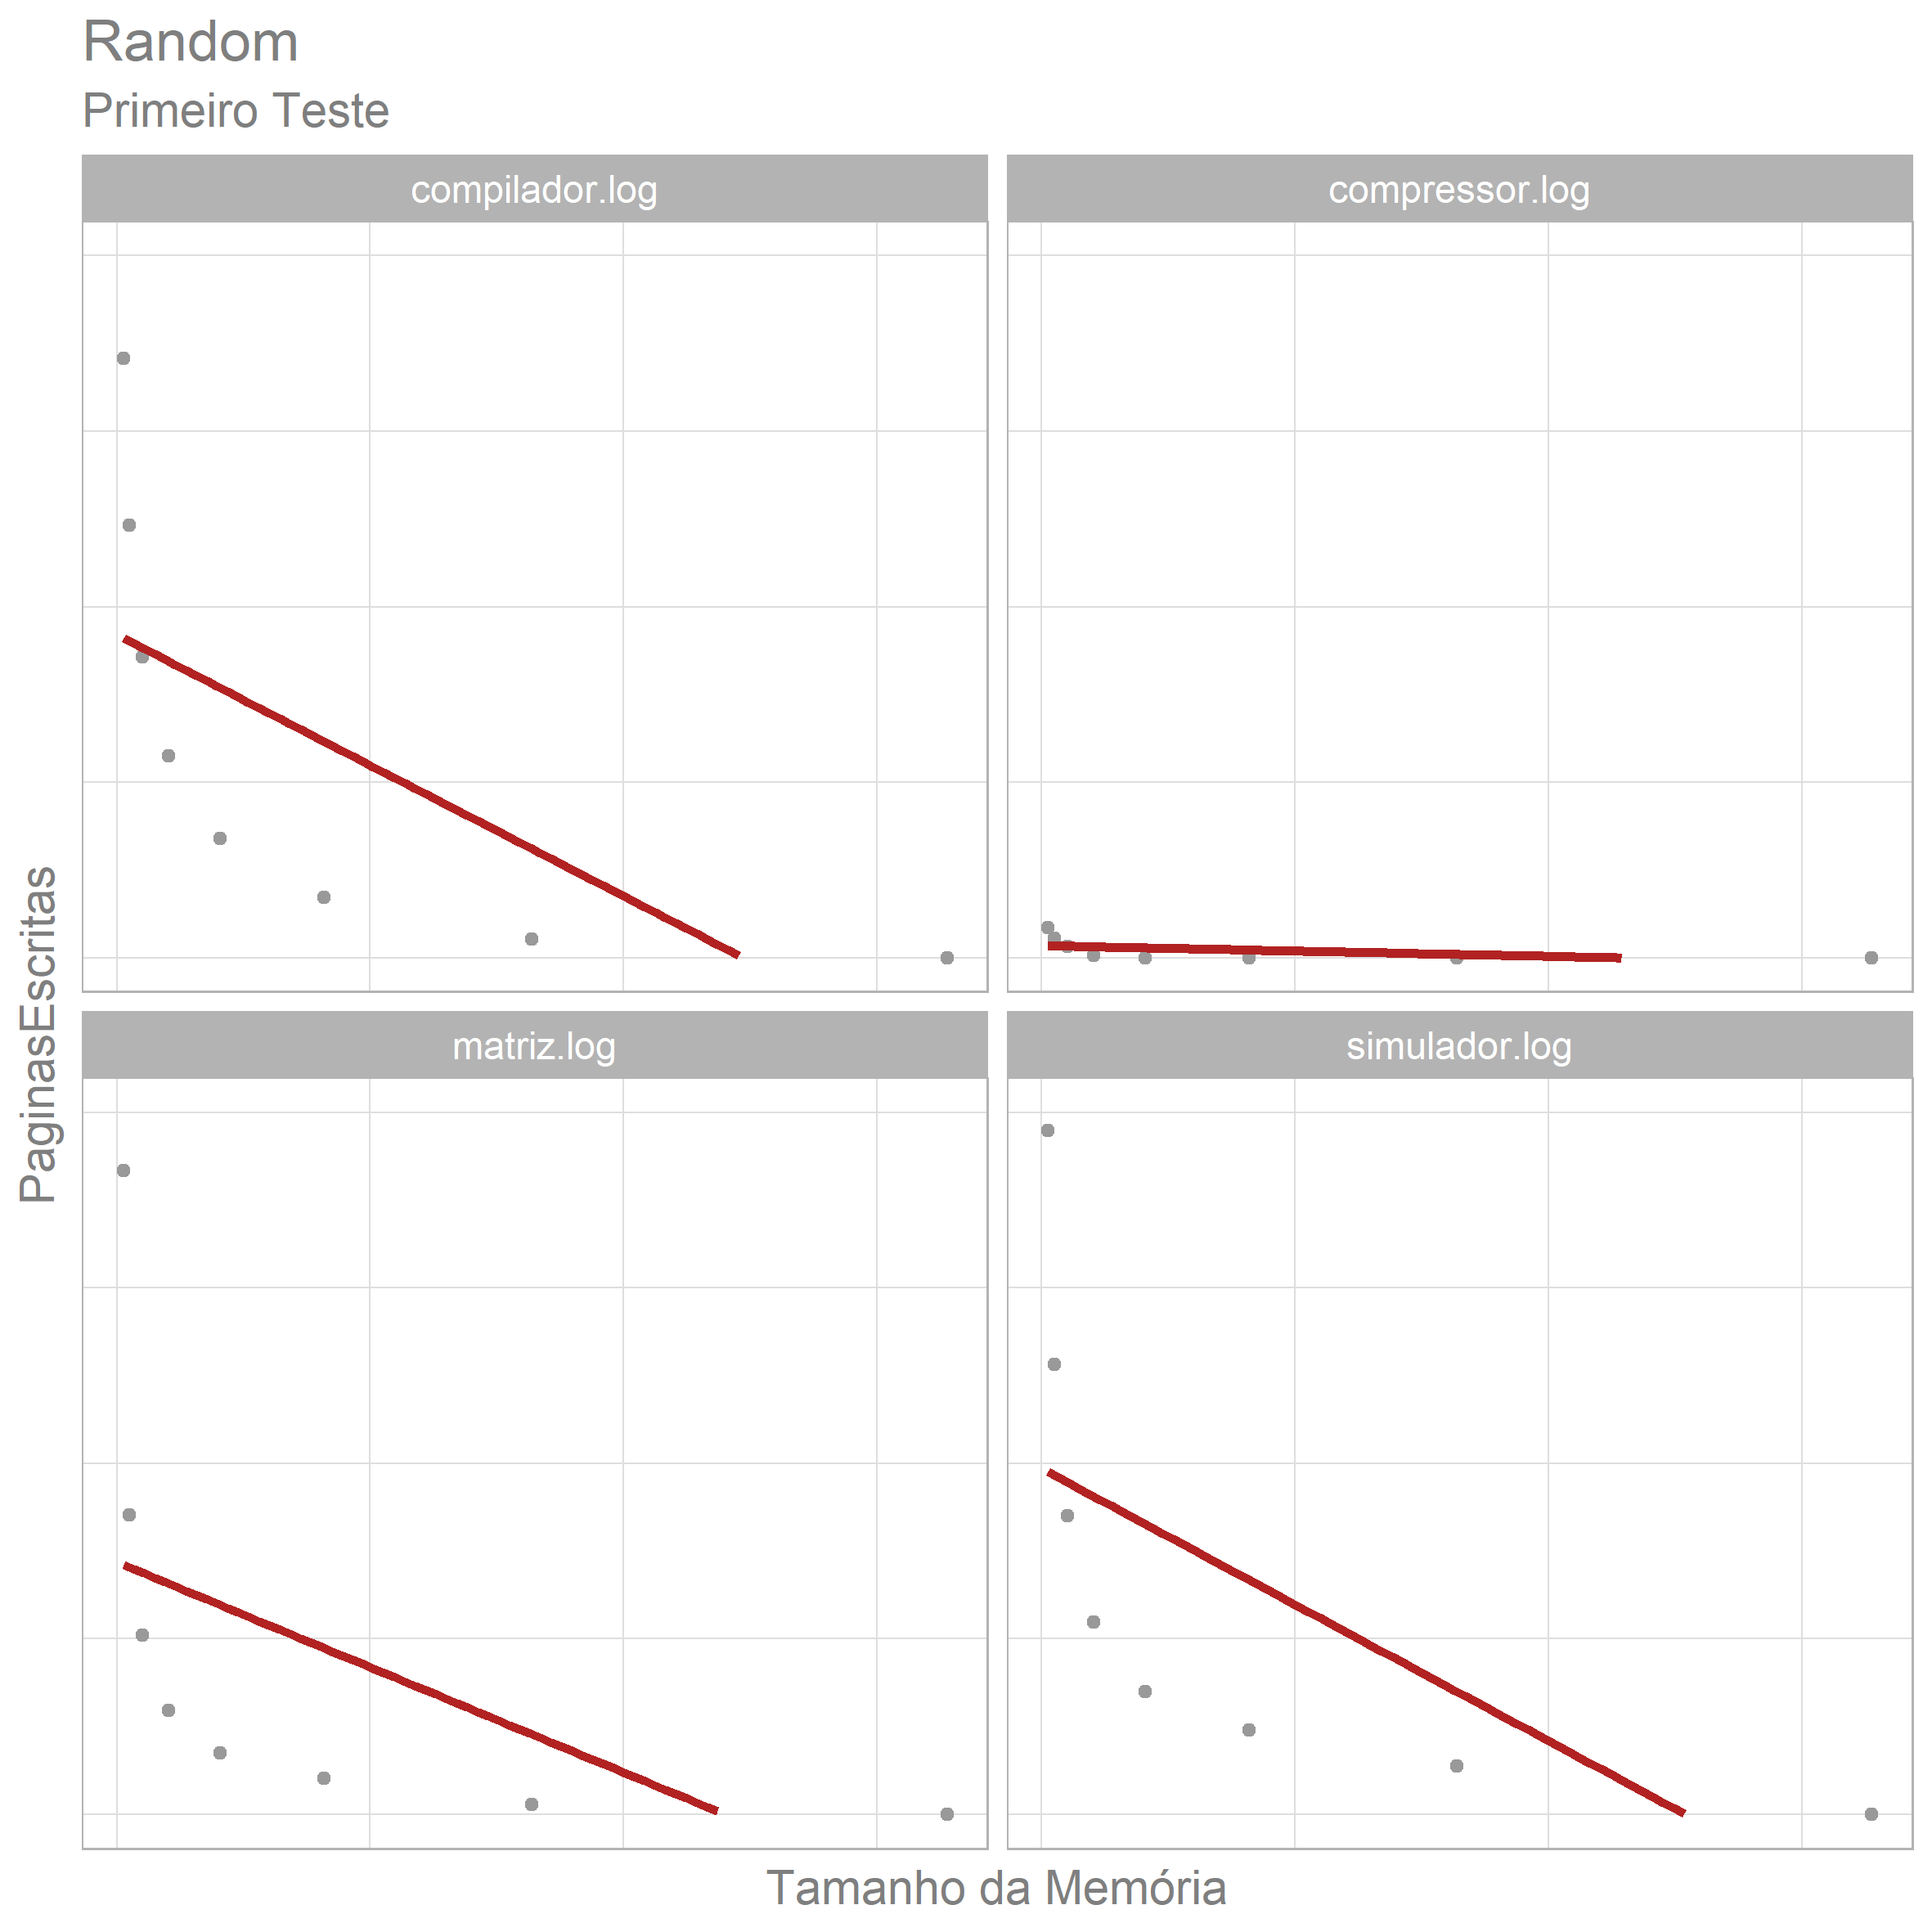 Random
Primeiro Teste
compilador.log
compressor.log
PaginasEscritas
matriz.log
simulador.log
Tamanho da Memória